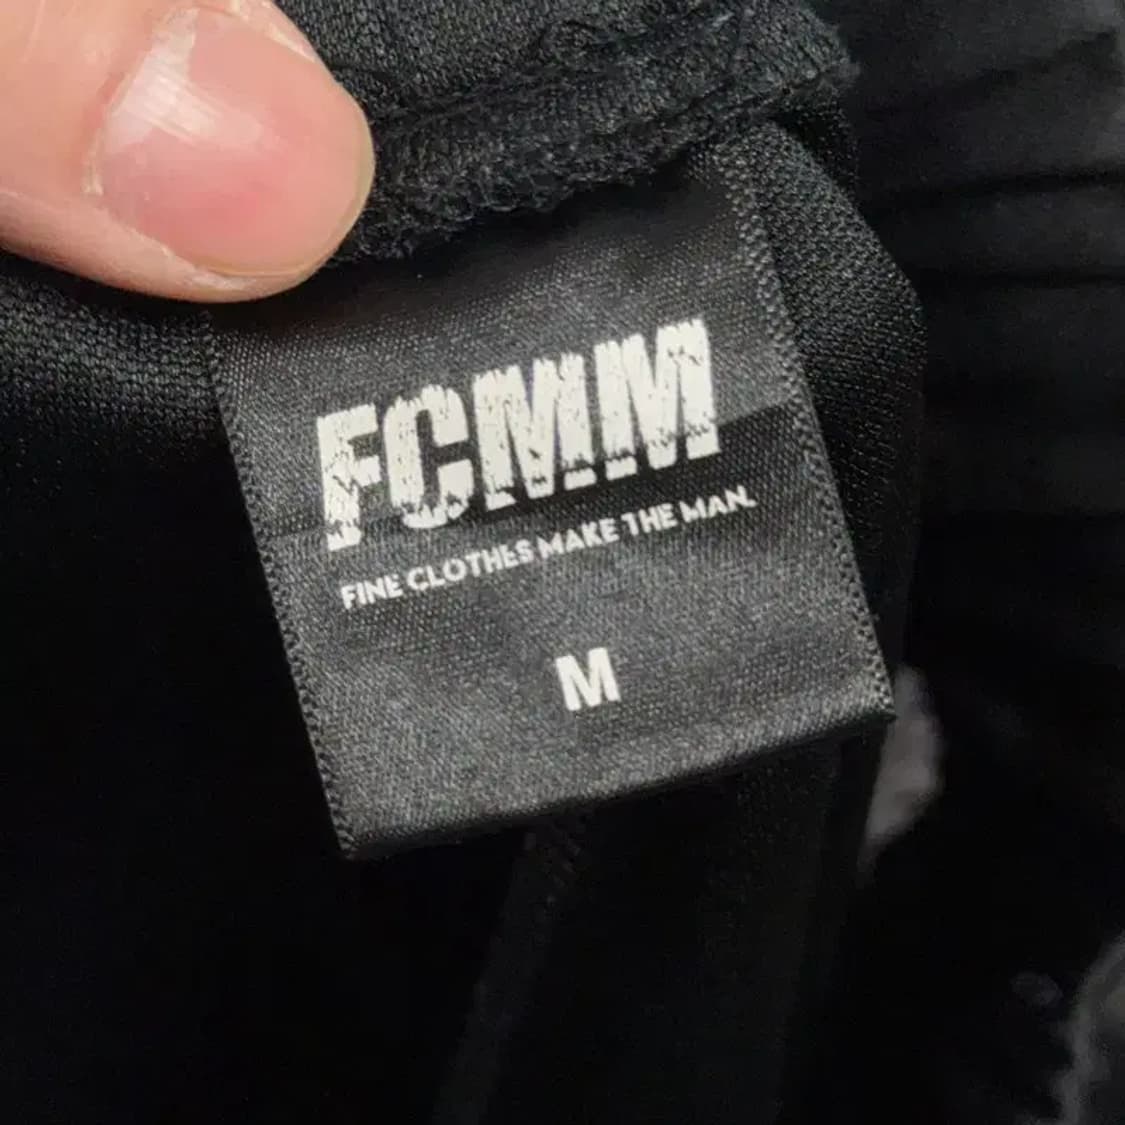 FCMM
FINE CLOTHES MAKE THE MAN.
M